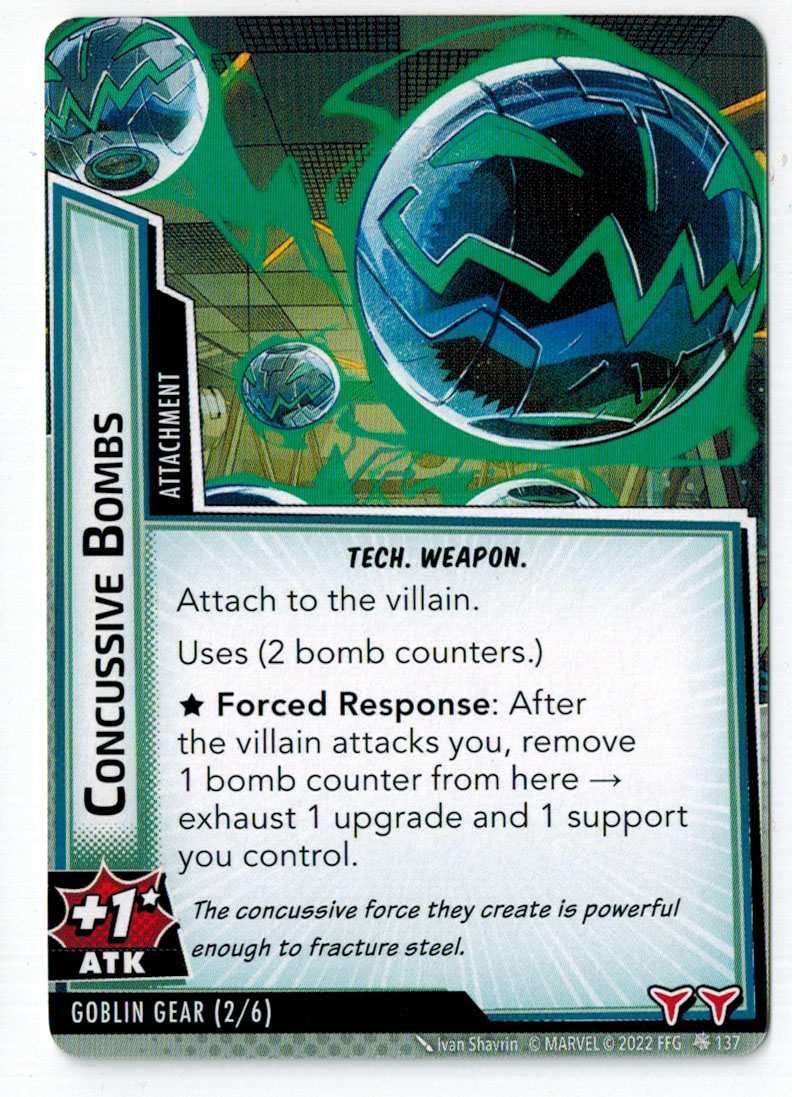 CONCUSSIVE BOMBS
ATTACHMENT
TECH. WEAPON.
Attach to the villain.
Uses (2 bomb counters.)
★ Forced Response: After
the villain attacks you, remove
1 bomb counter from here →
exhaust 1 upgrade and 1 support
you control.
The concussive force they create is powerful
enough to fracture steel.
+1★
ATK
GOBLIN GEAR (2/6)
Ivan Shavrin © MARVEL © 2022 FFG 137